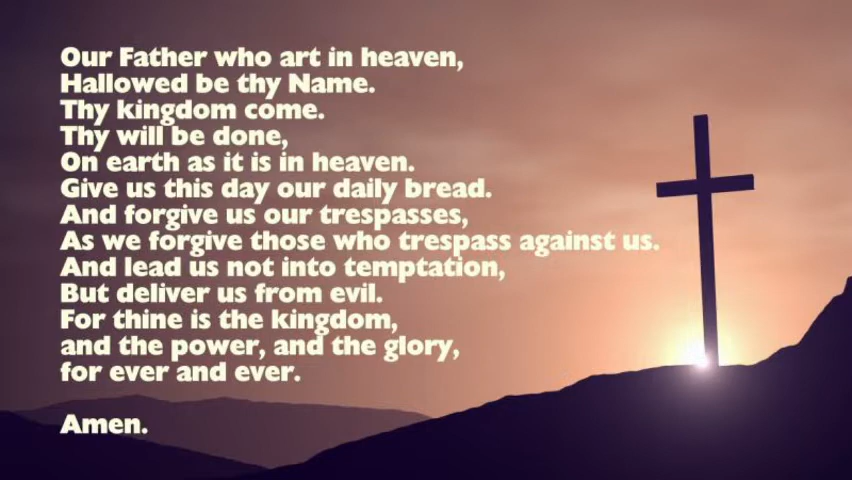 Our Father who art in heaven,
Hallowed be thy Name.
Thy kingdom come.
Thy will be done,
On earth as it is in heaven.
Give us this day our daily bread.
And forgive us our trespasses,
As we forgive those who trespass against us.
And lead us not into temptation,
But deliver us from evil.
For thine is the kingdom,
and the power, and the glory,
for ever and ever.
Amen.